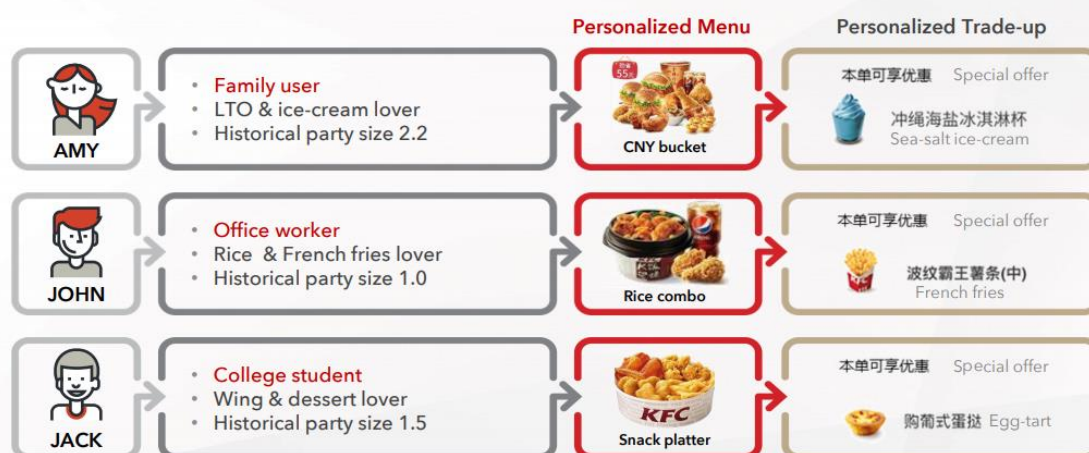 Personalized Menu
Personalized Trade-up
AMY
Family user
LTO & ice-cream lover
Historical party size 2.2
55元
CNY bucket
本单可享优惠 Special offer
冲绳海盐冰淇淋杯
Sea-salt ice-cream
JOHN
Office worker
Rice & French fries lover
Historical party size 1.0
Rice combo
本单可享优惠 Special offer
波纹霸王薯条(中)
French fries
KFC
JACK
College student
Wing & dessert lover
Historical party size 1.5
KFC
Snack platter
本单可享优惠 Special offer
购葡式蛋挞 Egg-tart